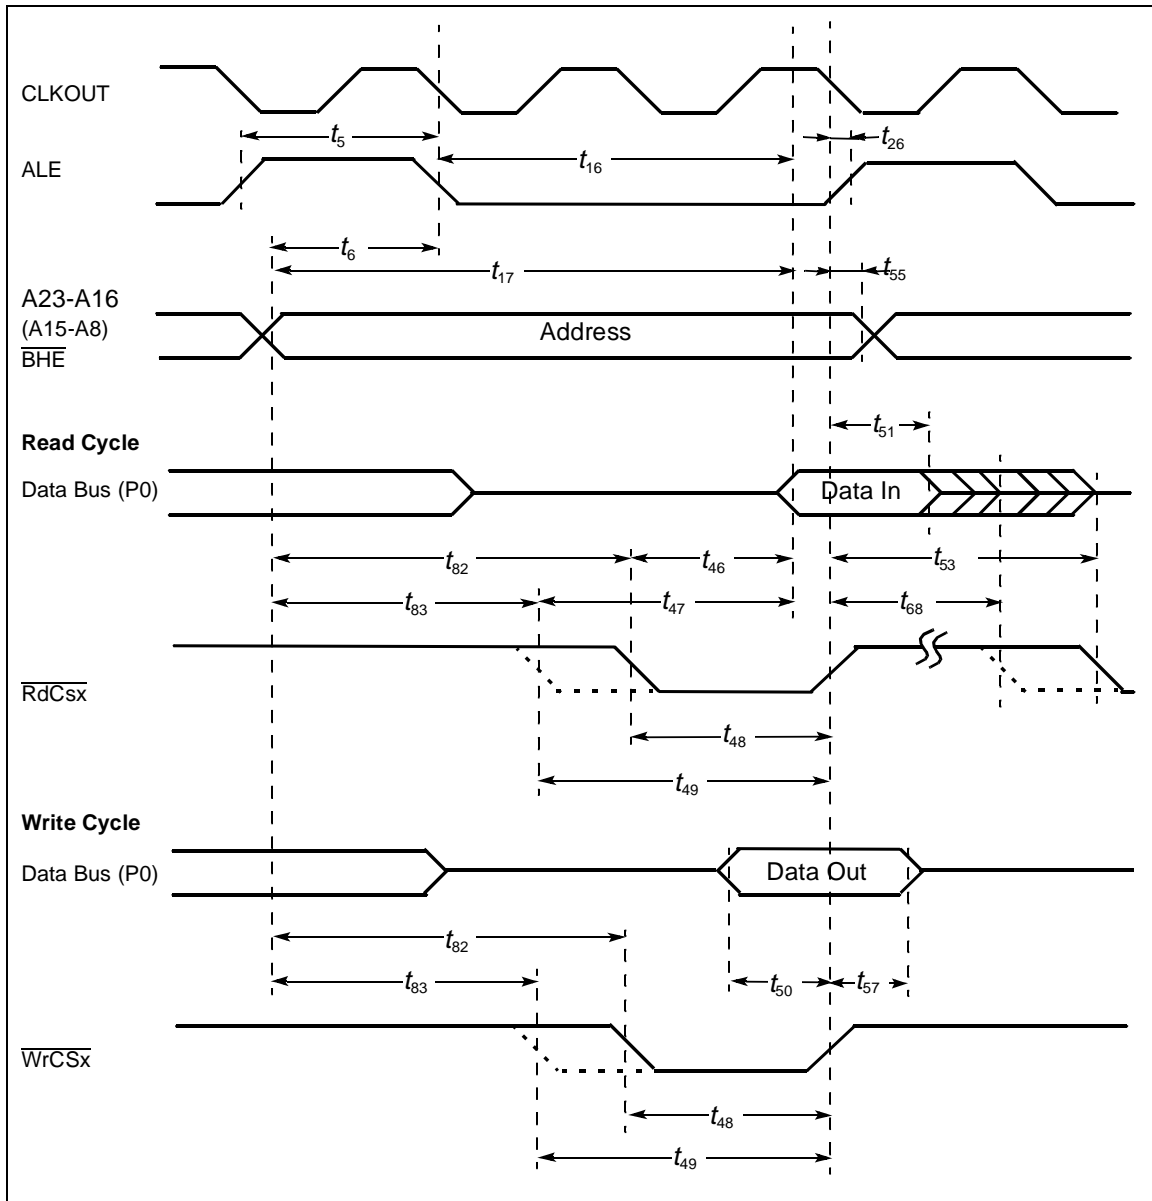 CLKOUT
t5
t26
ALE
t16
t6
t17
t55
A23-A16
(A15-A8)
BHE
Address
t51
Read Cycle
Data Bus (P0)
Data In
t82
t46
t53
t83
t47
t68
RdCsx
t48
t49
Write Cycle
Data Bus (P0)
Data Out
t82
t83
t50
t57
WrCSx
t48
t49